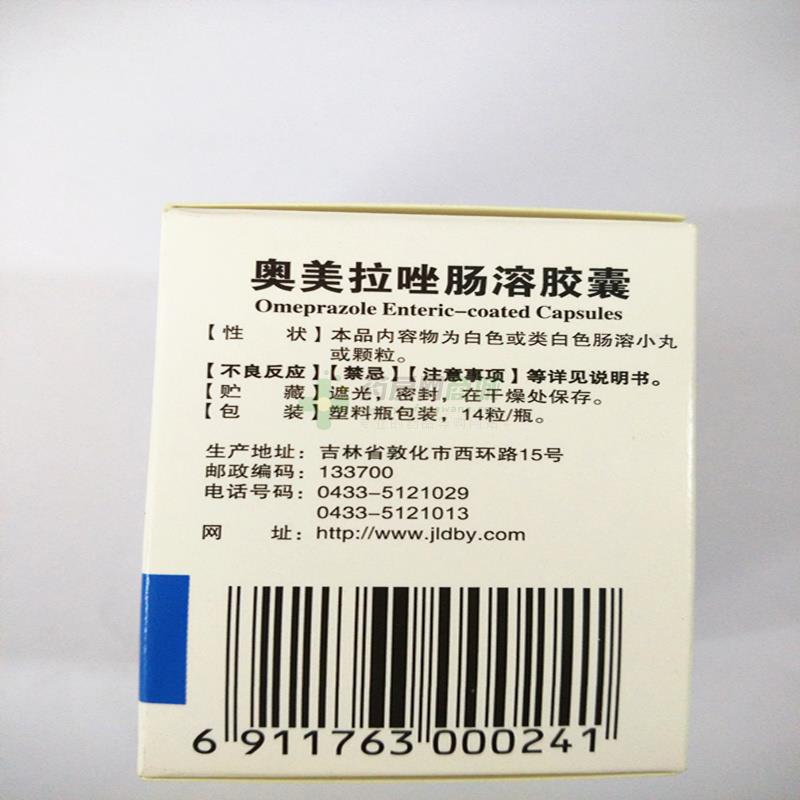 奥美拉唑肠溶胶囊
Omeprazole Enteric-coated Capsules
【性 状】本品内容物为白色或类白色肠溶小丸
或颗粒。
【不良反应】【禁忌】【注意事项】等详见说明书。
【贮 藏】遮光，密封，在干燥处保存。
【包 装】塑料瓶包装，14粒/瓶。
生产地址：吉林省敦化市西环路15号
邮政编码：133700
电话号码：0433-5121029
0433-5121013
网 址：http://www.jldby.com
6 911763 000241